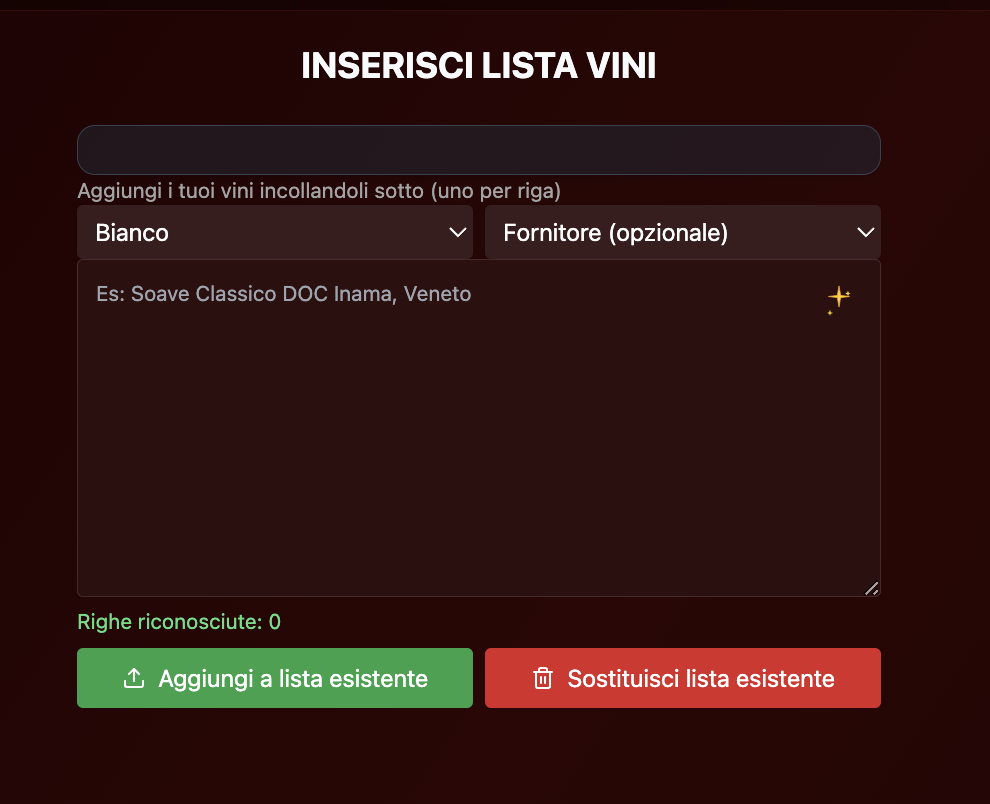 INSERISCI LISTA VINI
Aggiungi i tuoi vini incollandoli sotto (uno per riga)
Bianco
Fornitore (opzionale)
Es: Soave Classico DOC Inama, Veneto
Righe riconosciute: 0
Aggiungi a lista esistente
Sostituisci lista esistente